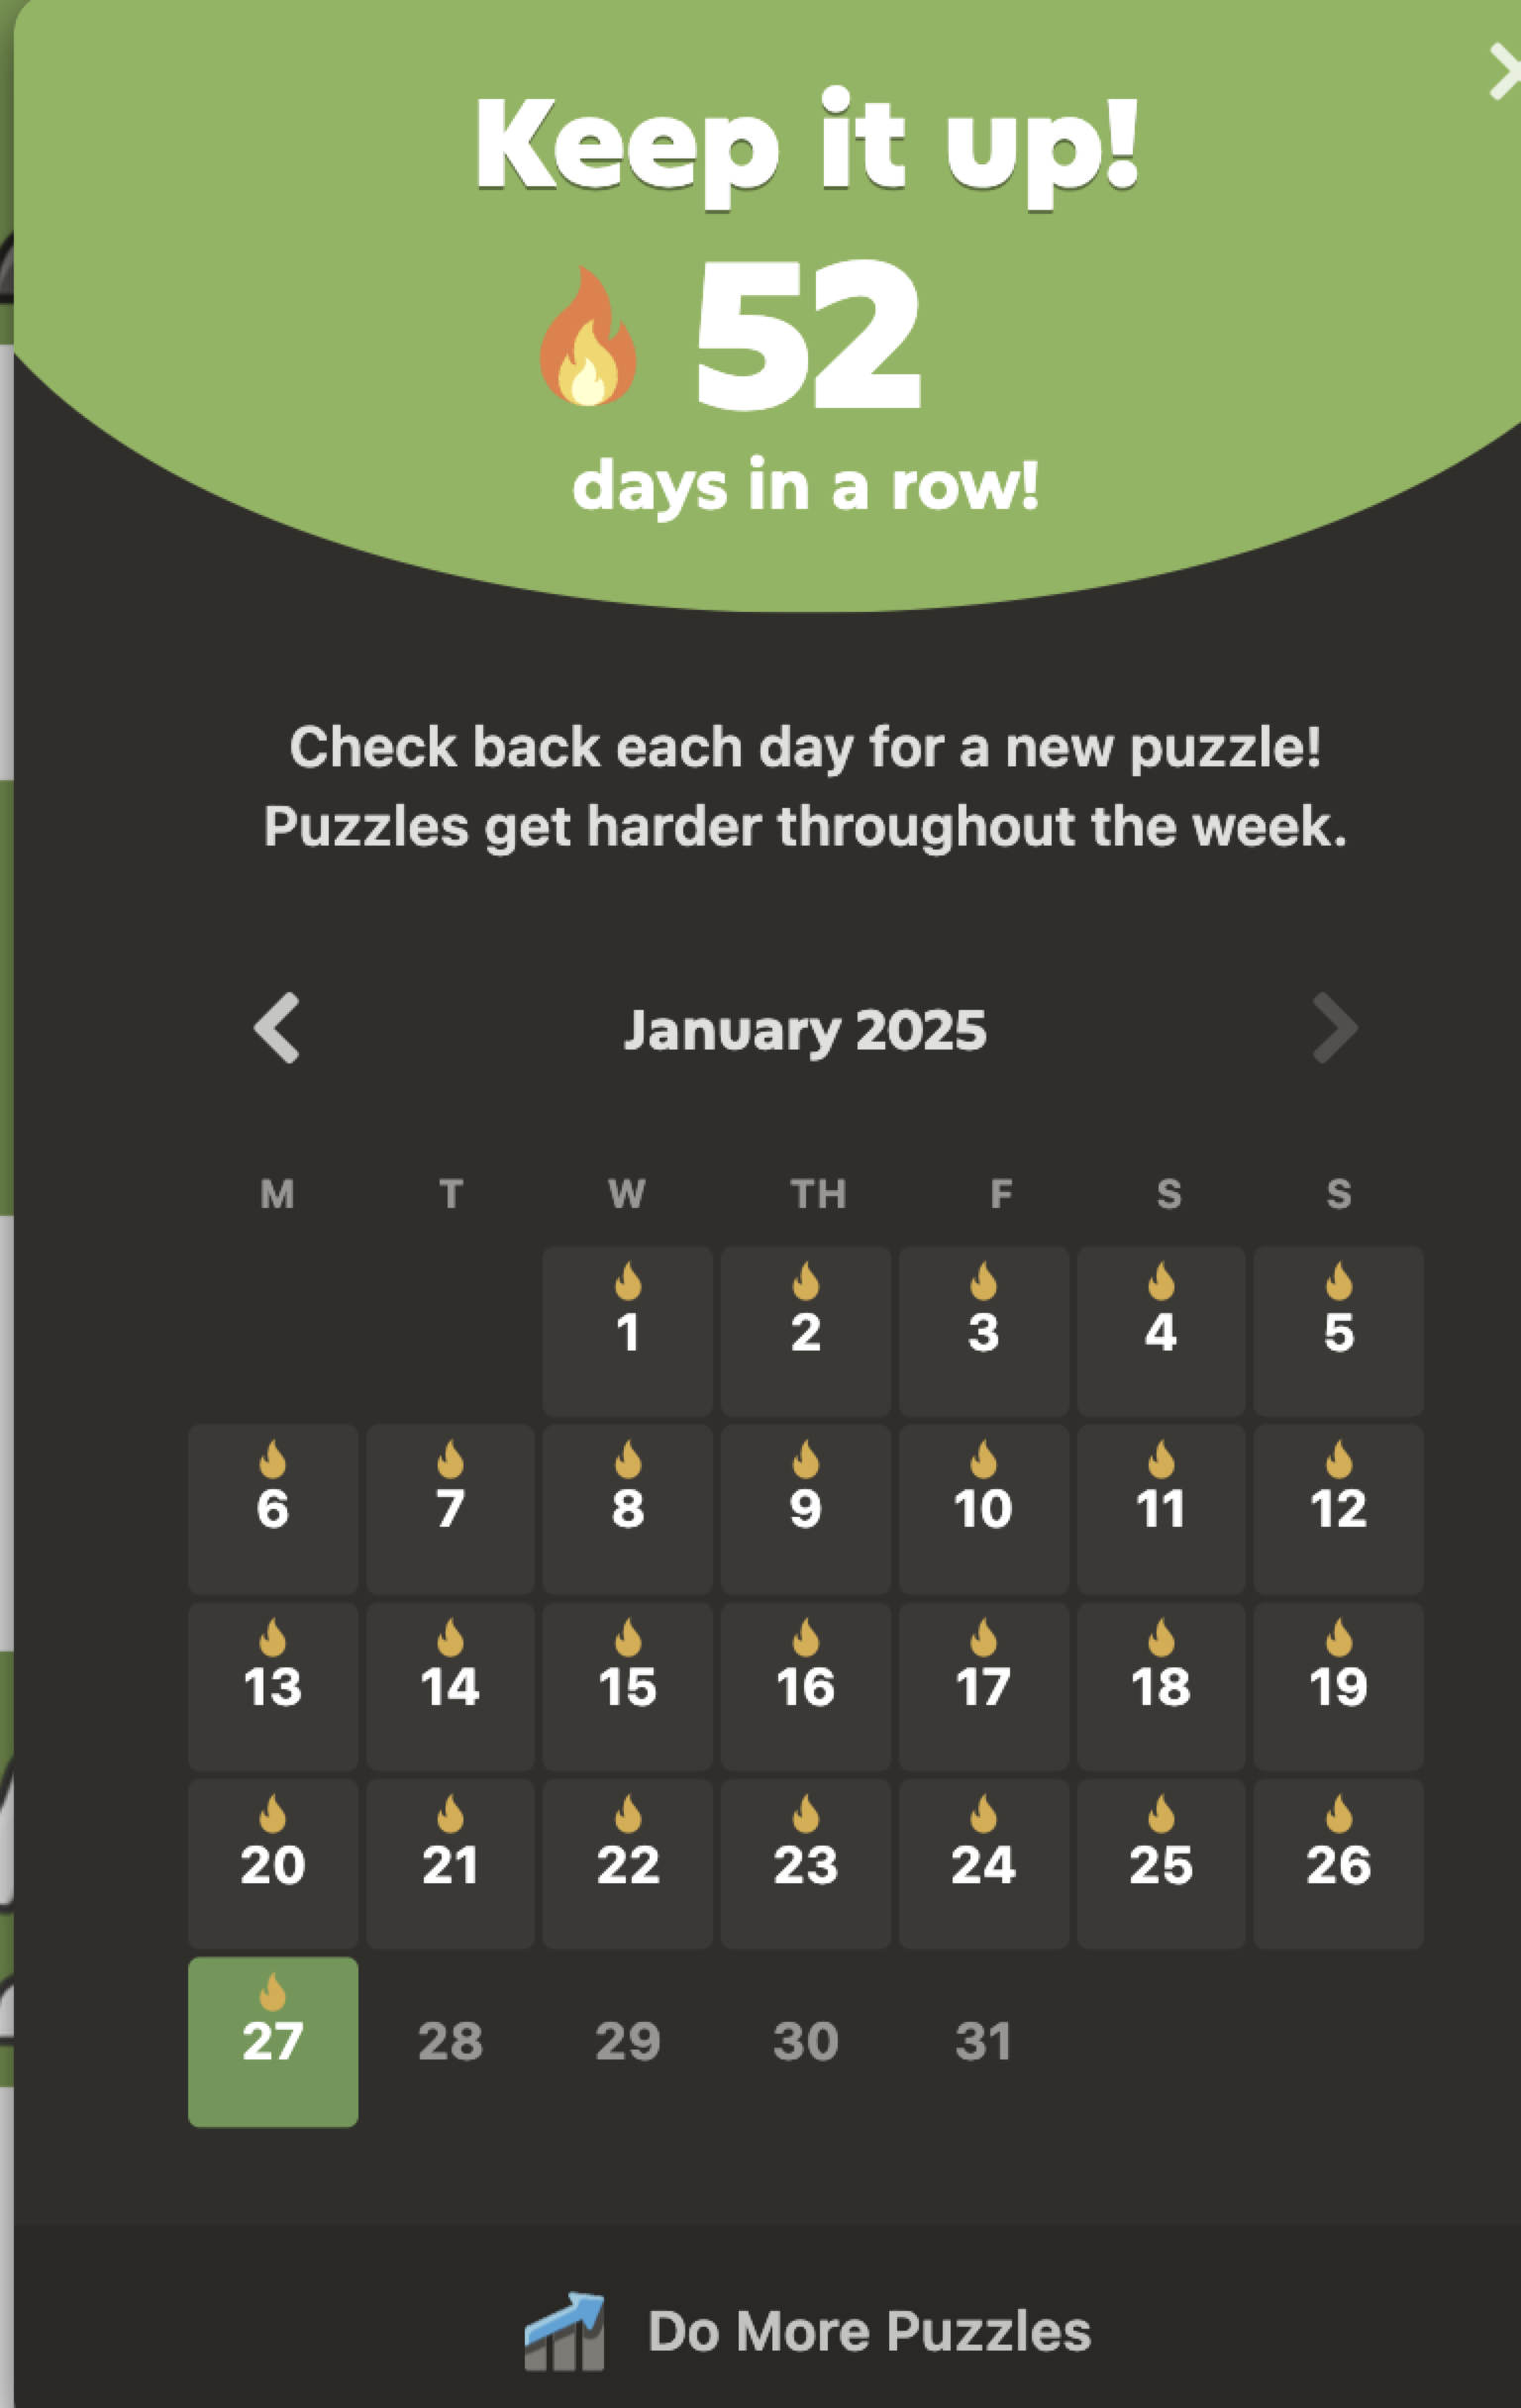 Keep it up!
52
days in a row!
Check back each day for a new puzzle!
Puzzles get harder throughout the week.
January 2025
M T W TH F S S
1 2 3 4 5
6 7 8 9 10 11 12
13 14 15 16 17 18 19
20 21 22 23 24 25 26
27 28 29 30 31
Do More Puzzles